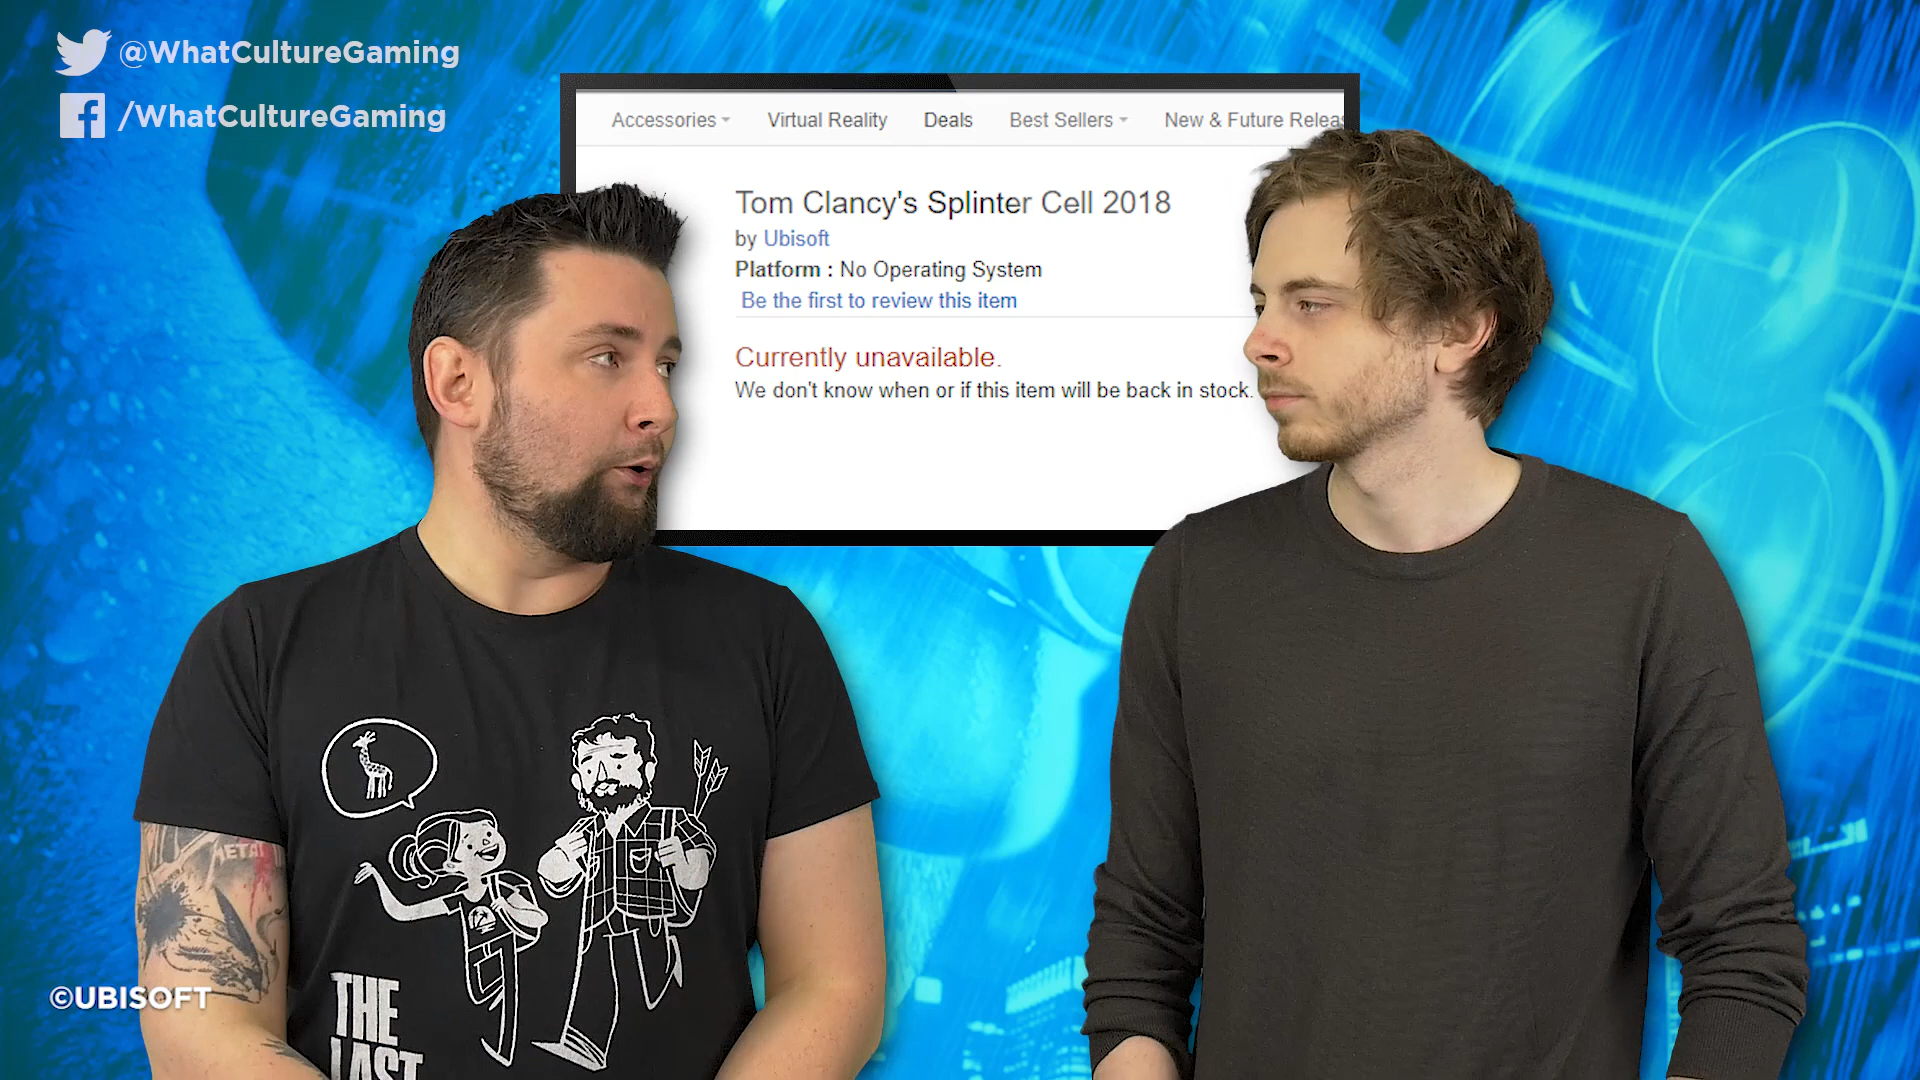 @WhatCultureGaming
/WhatCultureGaming
Accessories Virtual Reality Deals Best Sellers New & Future
Tom Clancy's Splinter Cell 2018
by Ubisoft
Platform : No Operating System
Be the first to review this item
Currently unavailable.
We don't know when or if this item will be back in stock.
©UBISOFT
THE
LAST